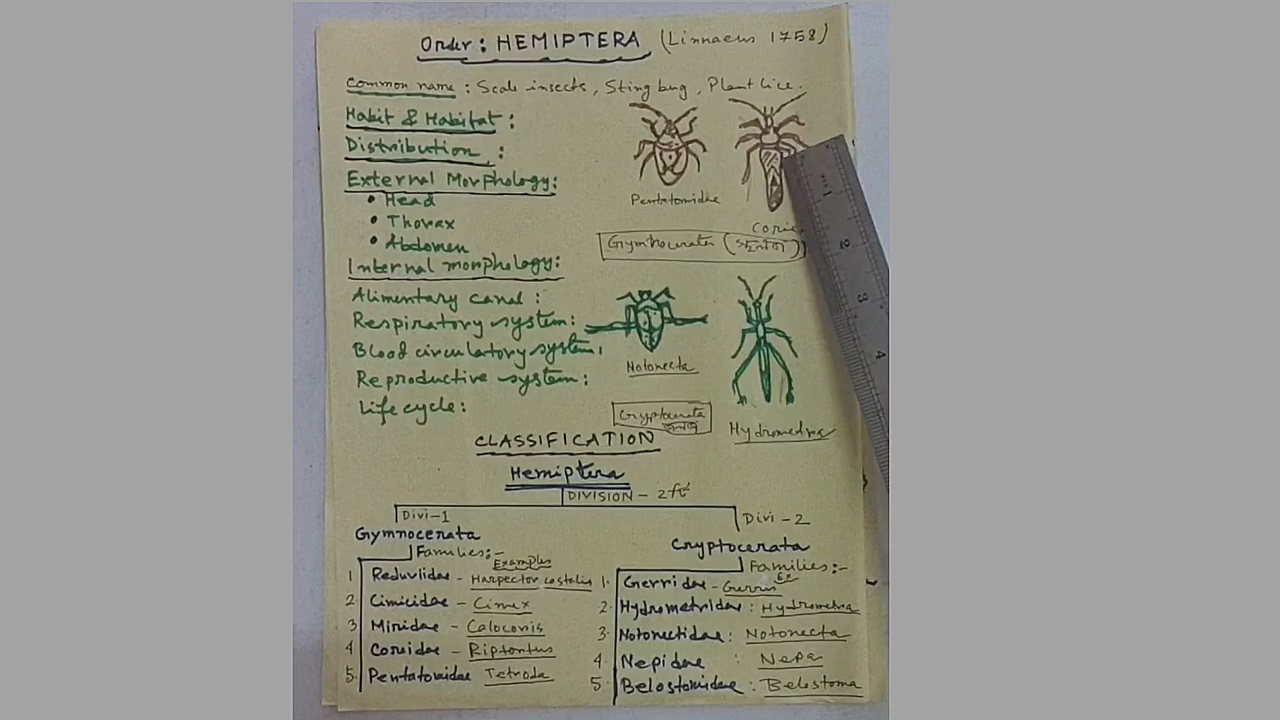 Order: HEMIPTERA (Linnaeus 1758)
Common name: Scale insects, Sting bug, Plant lice.
Habit & Habitat:
Distribution:
External Morphology:
• Head
• Thorax
• Abdomen
Internal morphology:
Alimentary canal:
Respiratory system:
Blood circulatory system,
Reproductive system:
Life cycle:
Pentatomidae
Gymnocerata
Notonecta
Cryptocerata
Hydrometra
CLASSIFICATION
Hemiptera
DIVISION - 2
Divi-1
Gymnocerata
Families:-
Examples
1 Reduviidae - Harpector costalis
2 Cimicidae - Cimex
3 Miridae - Calocoris
4 Coreidae - Riptortus
5. Pentatomidae Tetroda
Divi-2
Cryptocerata
Families:-
Ex
1. Gerridae - Gerris
2. Hydrometridae: Hydrometra
3. Notonectidae: Notonecta
4 Nepidae : Nepa
5 Belostomidae: Belostoma
1
2
3
4